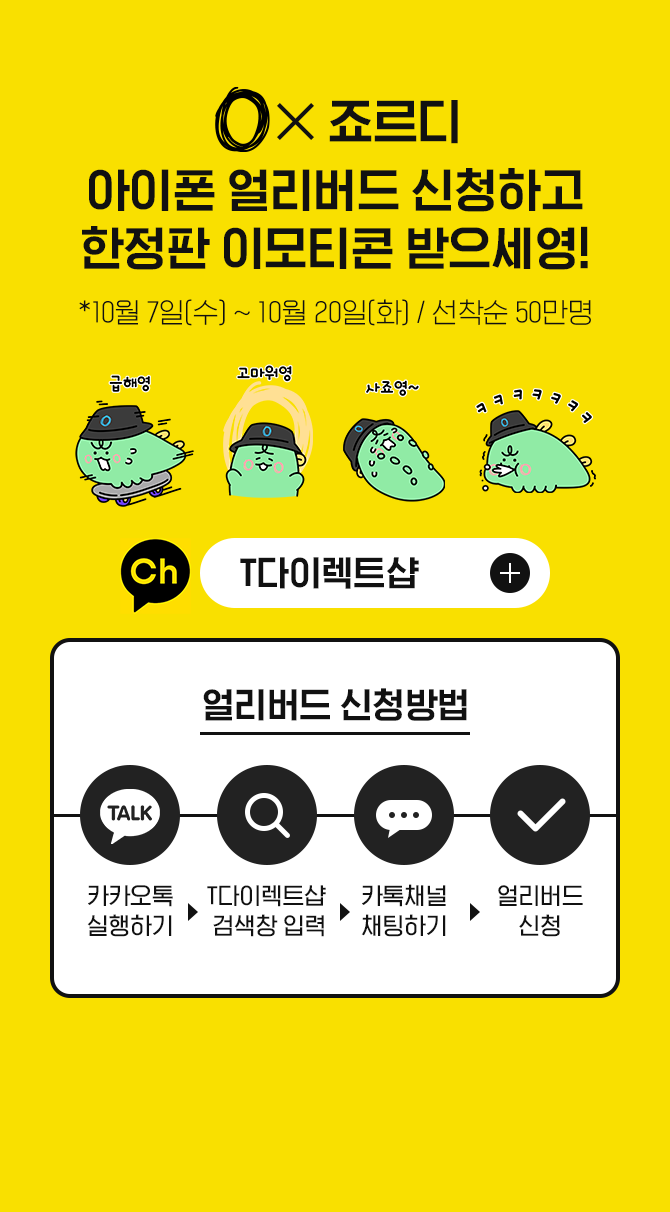 0× 죠르디
아이폰 얼리버드 신청하고
한정판 이모티콘 받으세영!
*10월 7일(수) ~ 10월 20일(화) / 선착순 50만명
급해영
고마워영
사죠영~
ㅋㅋㅋㅋㅋㅋㅋ
Ch T다이렉트샵
얼리버드 신청방법
TALK
카카오톡
실행하기
T다이렉트샵
검색창 입력
카톡채널
채팅하기
얼리버드
신청